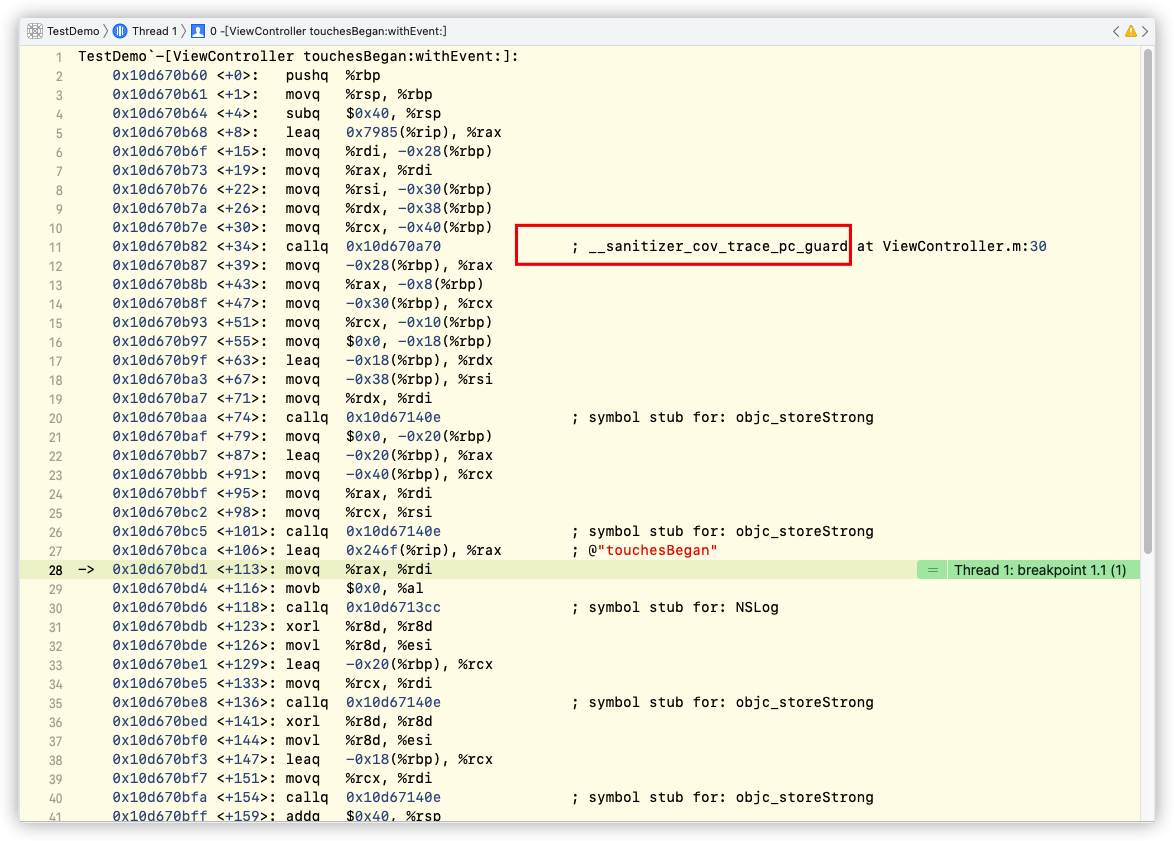 TestDemo 〉 Thread 1 〉 0 -[ViewController touchesBegan:withEvent:]
1 TestDemo`-[ViewController touchesBegan:withEvent:]:
2 0x10d670b60 <+0>: pushq %rbp
3 0x10d670b61 <+1>: movq %rsp, %rbp
4 0x10d670b64 <+4>: subq $0x40, %rsp
5 0x10d670b68 <+8>: leaq 0x7985(%rip), %rax
6 0x10d670b6f <+15>: movq %rdi, -0x28(%rbp)
7 0x10d670b73 <+19>: movq %rax, %rdi
8 0x10d670b76 <+22>: movq %rsi, -0x30(%rbp)
9 0x10d670b7a <+26>: movq %rdx, -0x38(%rbp)
10 0x10d670b7e <+30>: movq %rcx, -0x40(%rbp)
11 0x10d670b82 <+34>: callq 0x10d670a70 ; __sanitizer_cov_trace_pc_guard at ViewController.m:30
12 0x10d670b87 <+39>: movq -0x28(%rbp), %rax
13 0x10d670b8b <+43>: movq %rax, -0x8(%rbp)
14 0x10d670b8f <+47>: movq -0x30(%rbp), %rcx
15 0x10d670b93 <+51>: movq %rcx, -0x10(%rbp)
16 0x10d670b97 <+55>: movq $0x0, -0x18(%rbp)
17 0x10d670b9f <+63>: leaq -0x18(%rbp), %rdx
18 0x10d670ba3 <+67>: movq -0x38(%rbp), %rsi
19 0x10d670ba7 <+71>: movq %rdx, %rdi
20 0x10d670baa <+74>: callq 0x10d67140e ; symbol stub for: objc_storeStrong
21 0x10d670baf <+79>: movq $0x0, -0x20(%rbp)
22 0x10d670bb7 <+87>: leaq -0x20(%rbp), %rax
23 0x10d670bbb <+91>: movq -0x40(%rbp), %rcx
24 0x10d670bbf <+95>: movq %rax, %rdi
25 0x10d670bc2 <+98>: movq %rcx, %rsi
26 0x10d670bc5 <+101>: callq 0x10d67140e ; symbol stub for: objc_storeStrong
27 0x10d670bca <+106>: leaq 0x246f(%rip), %rax ; @"touchesBegan"
28 -> 0x10d670bd1 <+113>: movq %rax, %rdi = Thread 1: breakpoint 1.1 (1)
29 0x10d670bd4 <+116>: movb $0x0, %al
30 0x10d670bd6 <+118>: callq 0x10d6713cc ; symbol stub for: NSLog
31 0x10d670bdb <+123>: xorl %r8d, %r8d
32 0x10d670bde <+126>: movl %r8d, %esi
33 0x10d670be1 <+129>: leaq -0x20(%rbp), %rcx
34 0x10d670be5 <+133>: movq %rcx, %rdi
35 0x10d670be8 <+136>: callq 0x10d67140e ; symbol stub for: objc_storeStrong
36 0x10d670bed <+141>: xorl %r8d, %r8d
37 0x10d670bf0 <+144>: movl %r8d, %esi
38 0x10d670bf3 <+147>: leaq -0x18(%rbp), %rcx
39 0x10d670bf7 <+151>: movq %rcx, %rdi
40 0x10d670bfa <+154>: callq 0x10d67140e ; symbol stub for: objc_storeStrong
41 0x10d670bff <+159>: addq $0x40, %rsp